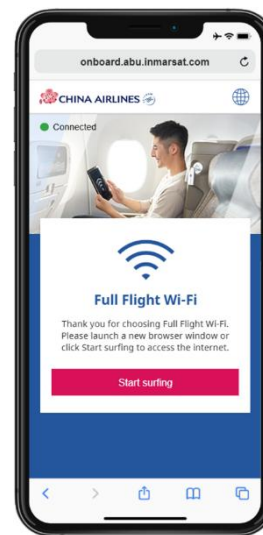 onboard.abu.inmarsat.com
CHINA AIRLINES
Connected
Full Flight Wi-Fi
Thank you for choosing Full Flight Wi-Fi.
Please launch a new browser window or
click Start surfing to access the internet.
Start surfing